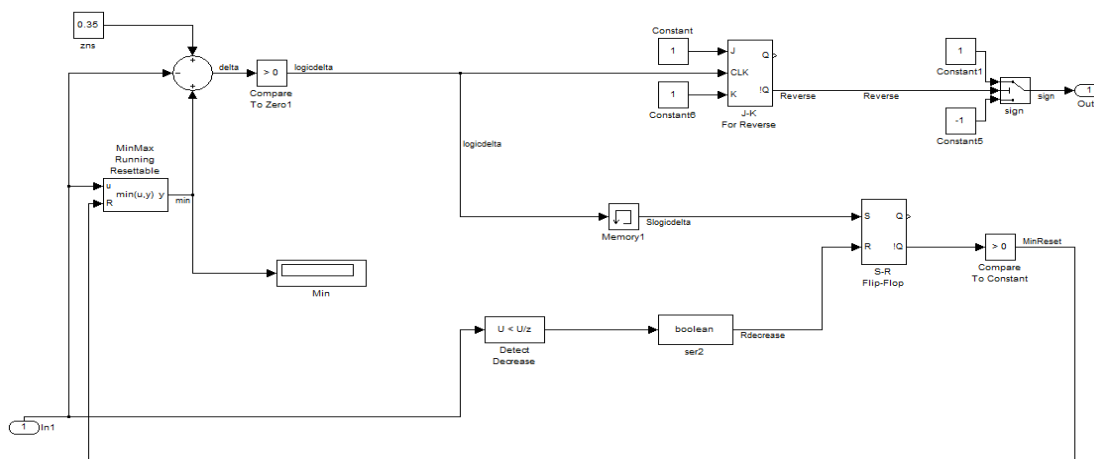 0.35
zns
+
−
+
delta
> 0
Compare
To Zero1
logicdelta
Constant
1
J
CLK
K
Q
!Q
J-K
For Reverse
1
Constant6
Reverse
Reverse
1
Constant1
-1
Constant5
sign
sign
1
Out
MinMax
Running
Resettable
u
R
min(u,y)
y
min
logicdelta
Min
Memory1
Slogicdelta
S
R
Q
!Q
S-R
Flip-Flop
> 0
Compare
To Constant
MinReset
U < U/z
Detect
Decrease
boolean
ser2
Rdecrease
1
In1